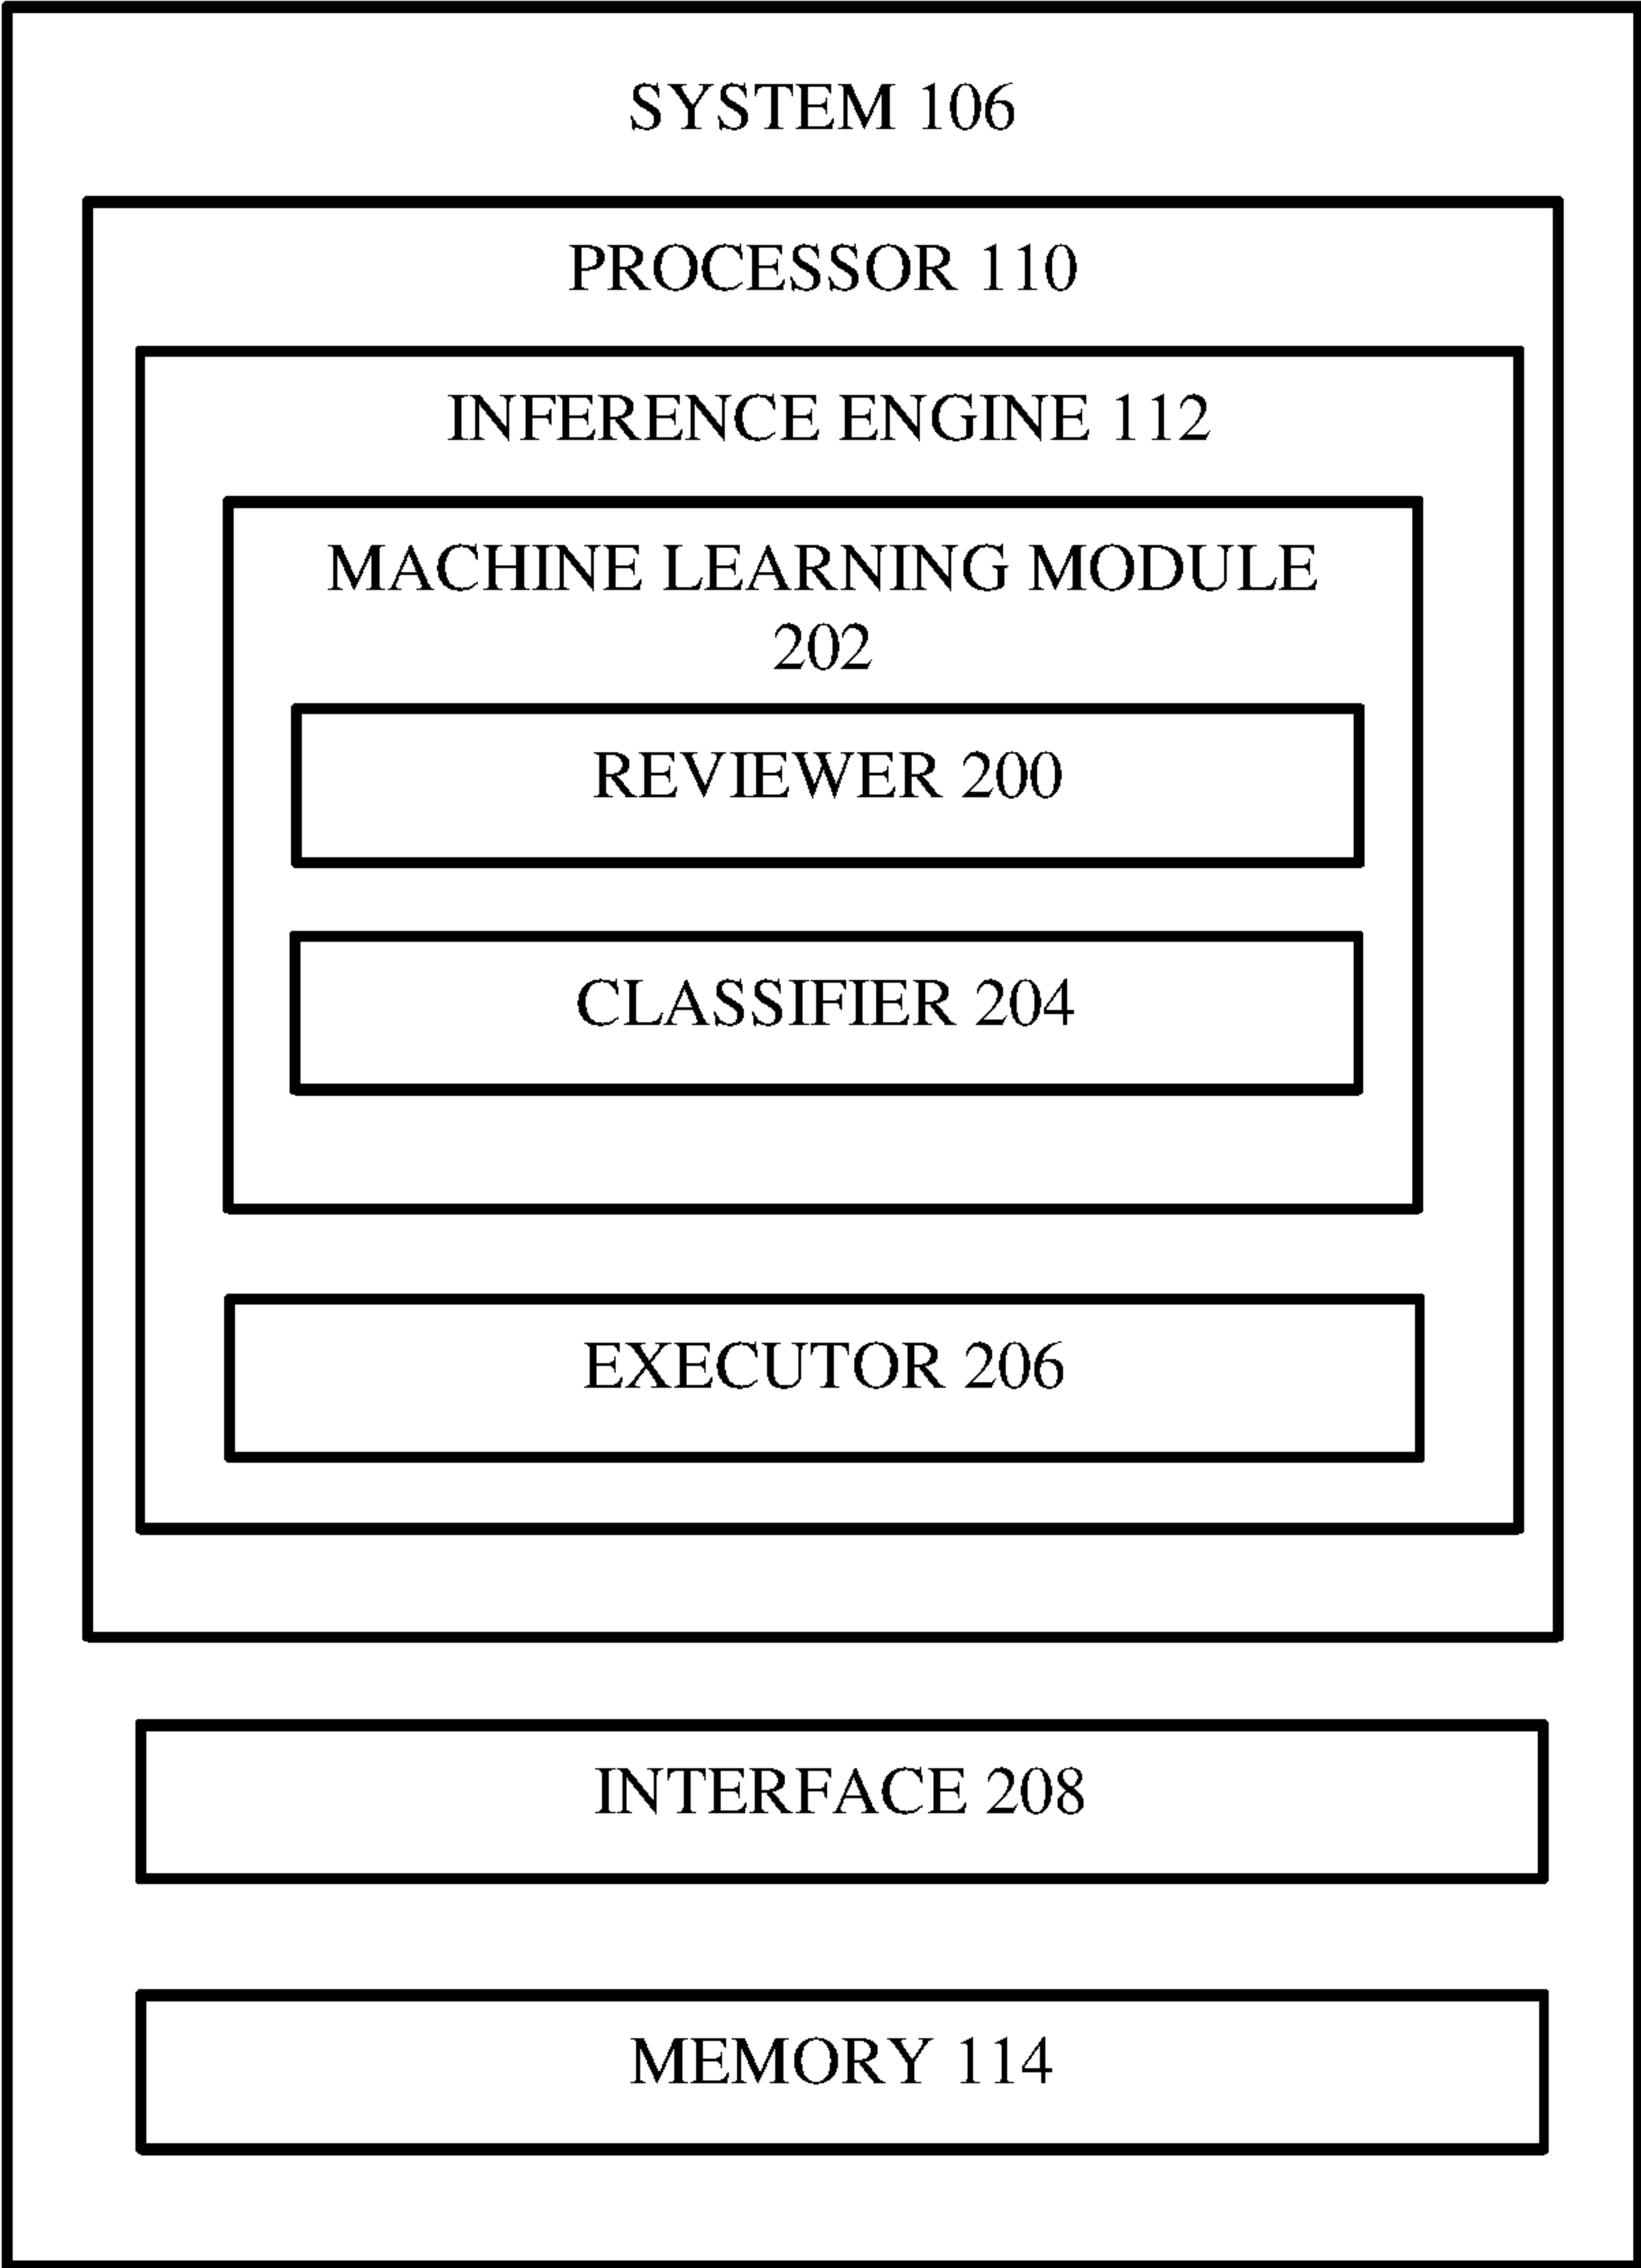 SYSTEM 106
PROCESSOR 110
INFERENCE ENGINE 112
MACHINE LEARNING MODULE
202
REVIEWER 200
CLASSIFIER 204
EXECUTOR 206
INTERFACE 208
MEMORY 114